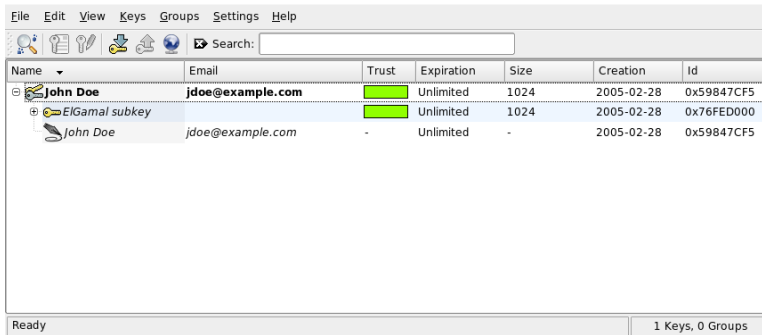 File Edit View Keys Groups Settings Help
Search:
Name Email Trust Expiration Size Creation Id
John Doe jdoe@example.com Unlimited 1024 2005-02-28 0x59847CF5
ElGamal subkey Unlimited 1024 2005-02-28 0x76FED000
John Doe jdoe@example.com - Unlimited - 2005-02-28 0x59847CF5
Ready 1 Keys, 0 Groups